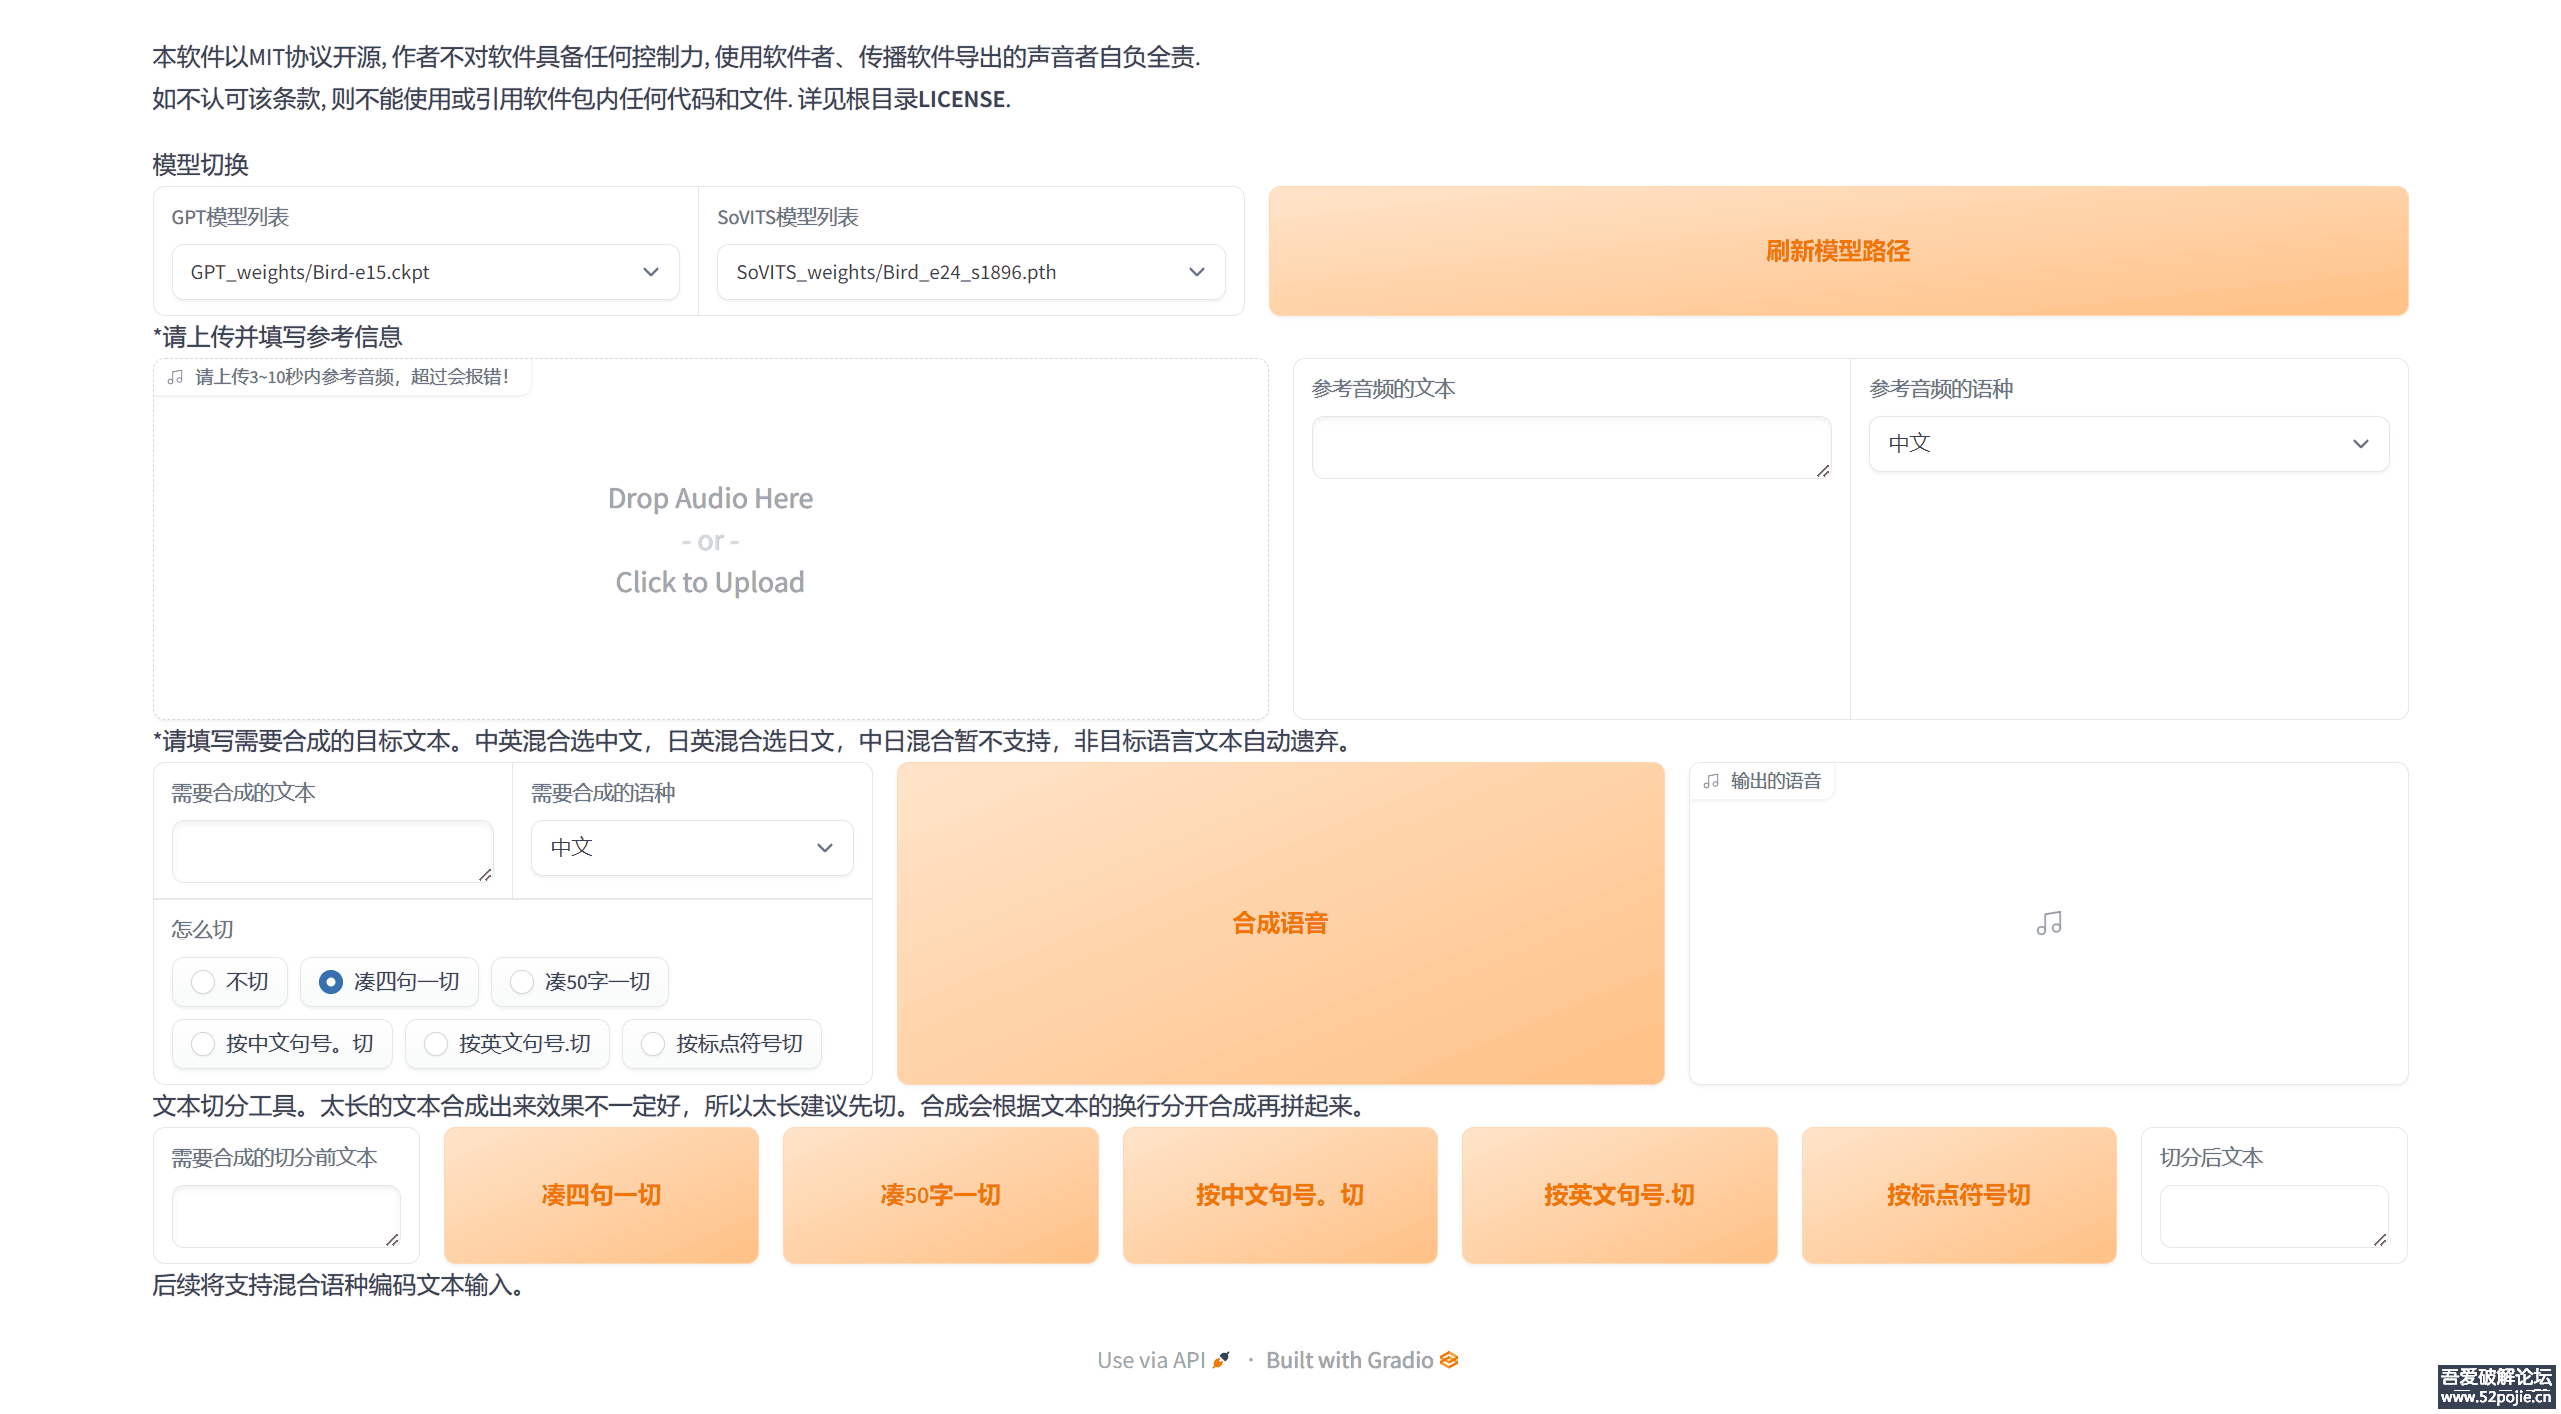 本软件以MIT协议开源, 作者不对软件具备任何控制力, 使用软件者、传播软件导出的声音者自负全责.
如不认可该条款, 则不能使用或引用软件包内任何代码和文件. 详见根目录LICENSE.
模型切换
GPT模型列表
GPT_weights/Bird-e15.ckpt
SoVITS模型列表
SoVITS_weights/Bird_e24_s1896.pth
刷新模型路径
*请上传并填写参考信息
请上传3~10秒内参考音频，超过会报错！
Drop Audio Here
- or -
Click to Upload
参考音频的文本
参考音频的语种
中文
*请填写需要合成的目标文本。中英混合选中文，日英混合选日文，中日混合暂不支持，非目标语言文本自动遗弃。
需要合成的文本
需要合成的语种
中文
怎么切
不切
凑四句一切
凑50字一切
按中文句号。切
按英文句号.切
按标点符号切
合成语音
输出的语音
文本切分工具。太长的文本合成出来效果不一定好，所以太长建议先切。合成会根据文本的换行分开合成再拼起来。
需要合成的切分前文本
凑四句一切
凑50字一切
按中文句号。切
按英文句号.切
按标点符号切
切分后文本
后续将支持混合语种编码文本输入。
Use via API · Built with Gradio
吾爱破解论坛
www.52pojie.cn